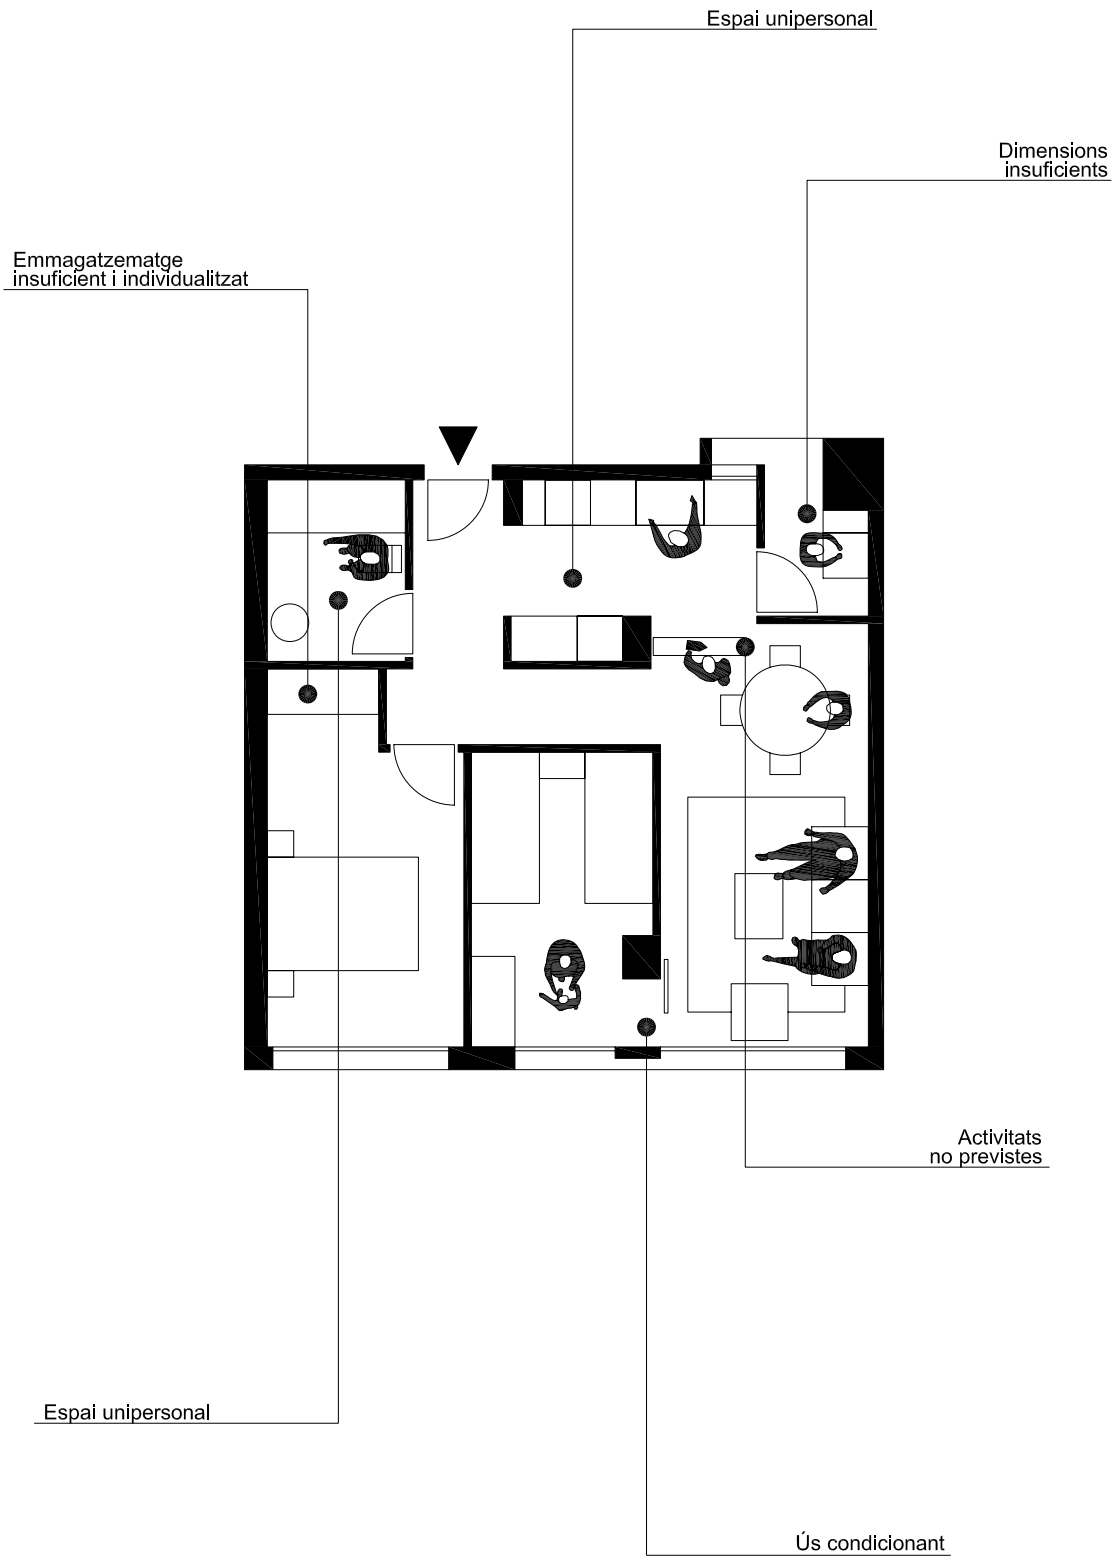 Espai unipersonal
Dimensions
insuficients
Emmagatzematge
insuficient i individualitzat
Activitats
no previstes
Espai unipersonal
Ús condicionant